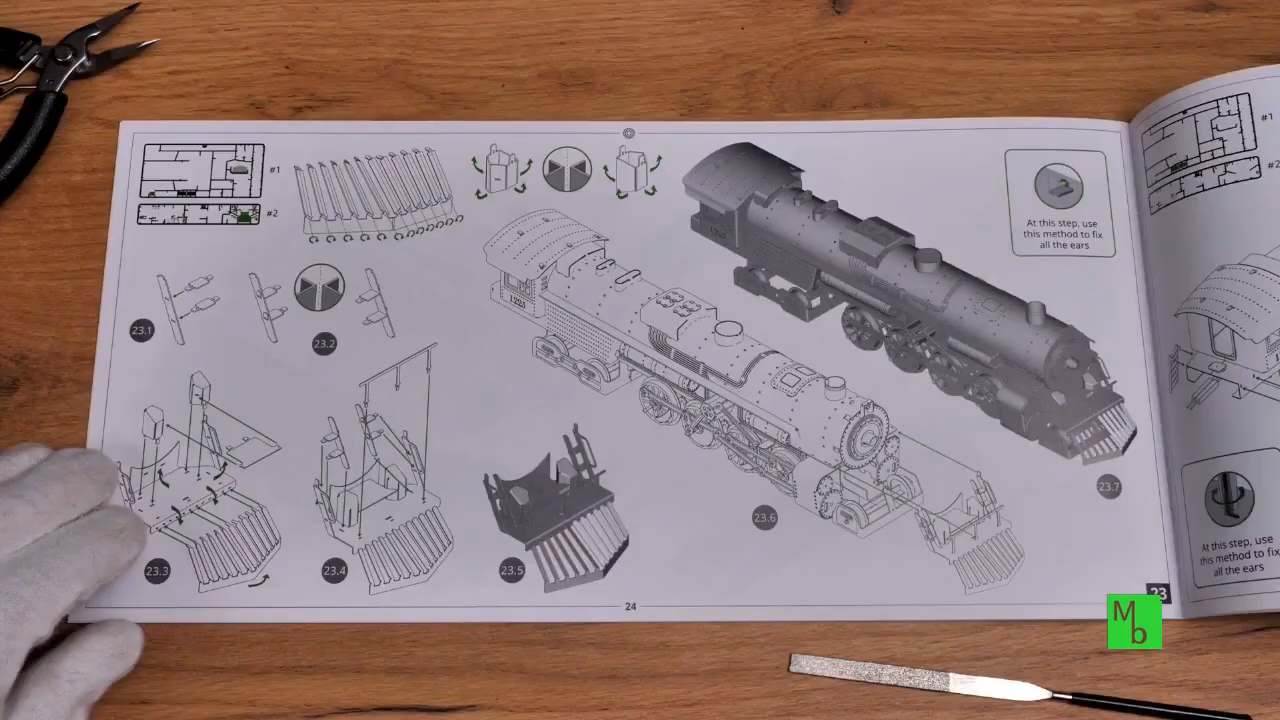 #1
#2
At this step, use
this method to fix
all the ears
1225
23.1
23.2
23.3
23.4
23.5
23.6
23.7
24
23
#1
#2
At this step, use
this method to fix
all the ears
M
b